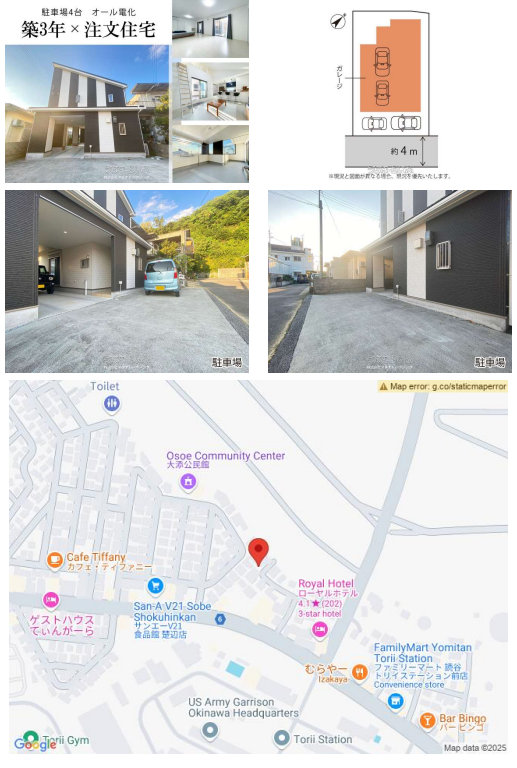 駐車場4台 オール電化
築3年×注文住宅
ガレージ
約4m
※現況と図面が異なる場合、現況を優先いたします。
駐車場
駐車場
Map error: g.co/staticmaperror
Toilet
Osoe Community Center
大添公民館
Cafe Tiffany
カフェ・ティファニー
San-A V21 Sobe
Shokuhinkan
サンエーV21
食品館 楚辺店
ゲストハウス
てぃんがーら
6
Royal Hotel
ローヤルホテル
4.1★(202)
3-star hotel
むらやー
Izakaya
FamilyMart Yomitan
Torii Station
ファミリーマート 読谷
トリイステーション前店
Convenience store
US Army Garrison
Okinawa Headquarters
Torii Station
Bar Bingo
バー ビンゴ
Torii Gym
Google
Map data ©2025